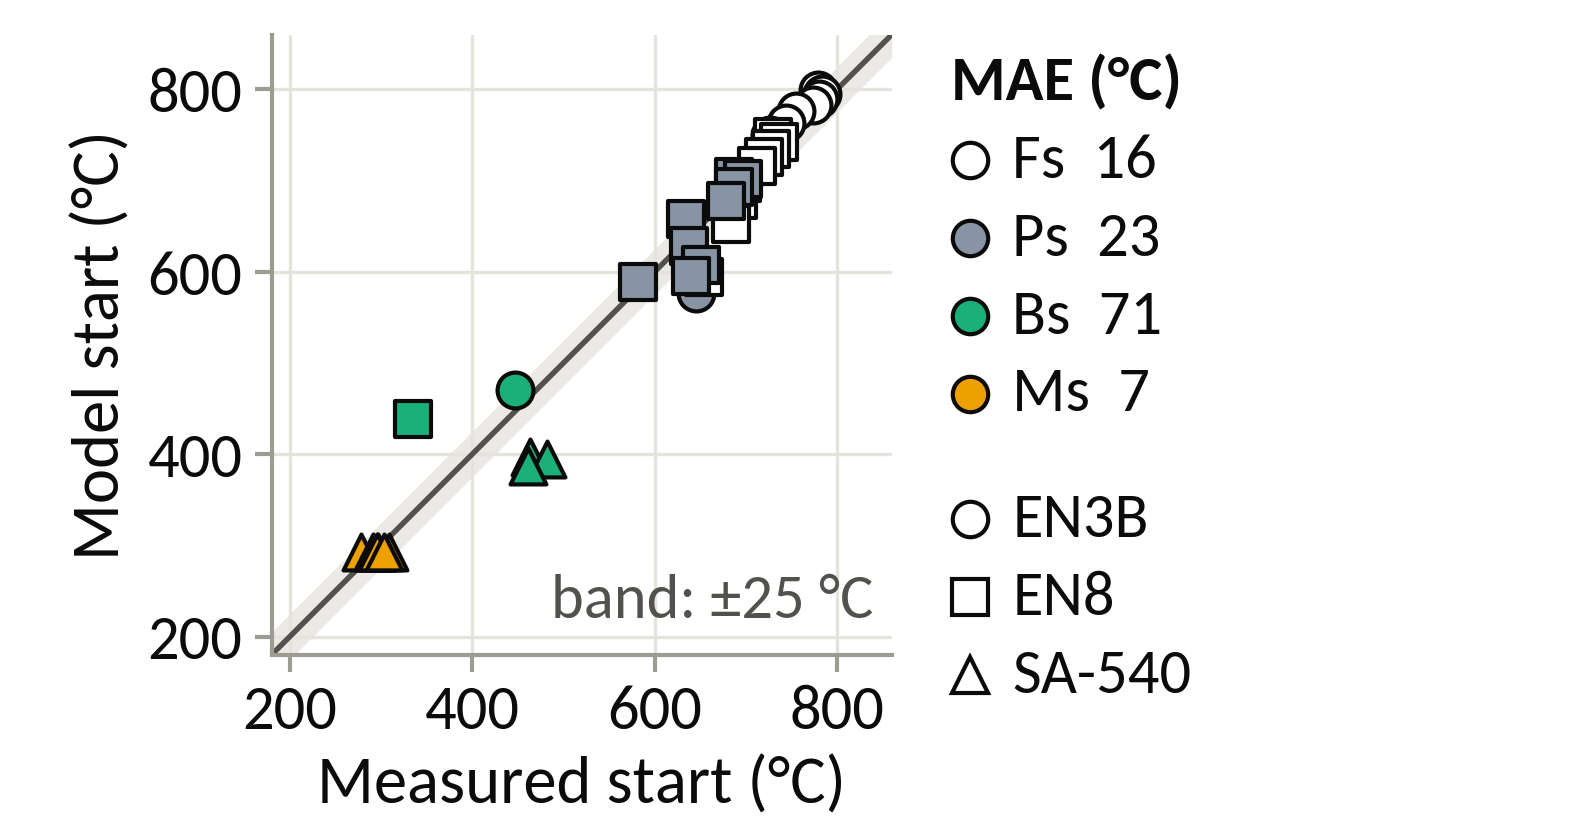 800
600
400
200
Model start (°C)
200 400 600 800
Measured start (°C)
band: ±25 °C
MAE (°C)
Fs 16
Ps 23
Bs 71
Ms 7
EN3B
EN8
SA-540